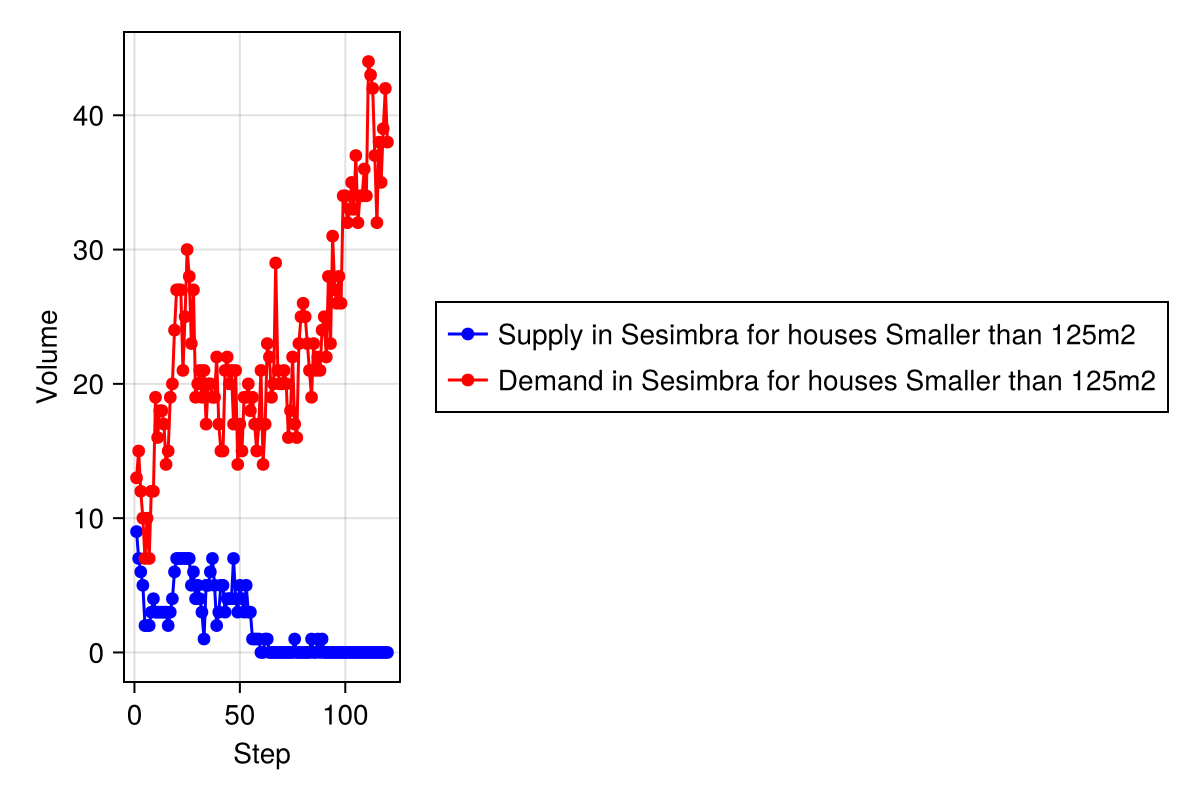 40
30
20
10
0
Volume
0 50 100
Step
Supply in Sesimbra for houses Smaller than 125m2
Demand in Sesimbra for houses Smaller than 125m2